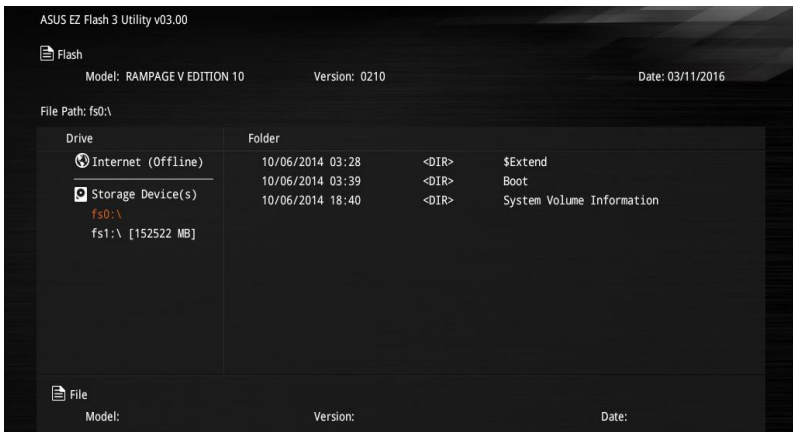 ASUS EZ Flash 3 Utility v03.00
Flash
Model: RAMPAGE V EDITION 10 Version: 0210 Date: 03/11/2016
File Path: fs0:\
Drive Folder
Internet (Offline) 10/06/2014 03:28 <DIR> $Extend
10/06/2014 03:39 <DIR> Boot
Storage Device(s) 10/06/2014 18:40 <DIR> System Volume Information
fs0:\
fs1:\ [152522 MB]
File
Model: Version: Date: